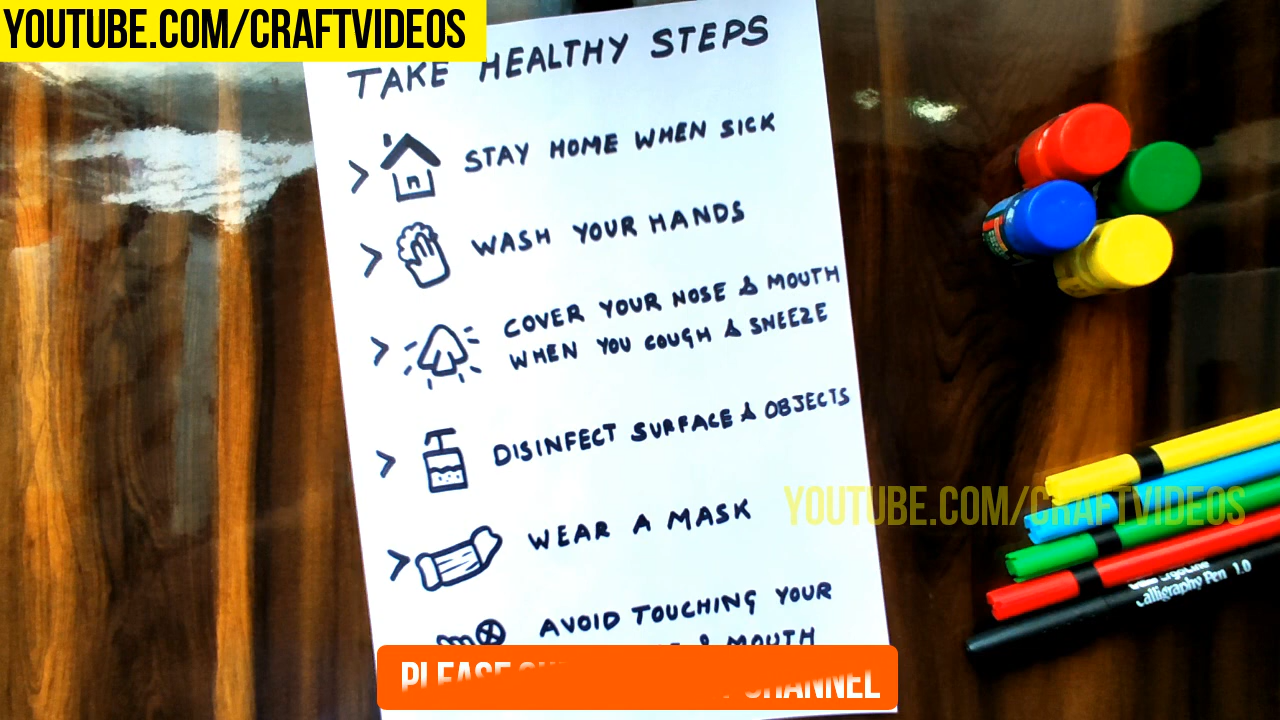 YOUTUBE.COM/CRAFTVIDEOS
TAKE HEALTHY STEPS
> STAY HOME WHEN SICK
> WASH YOUR HANDS
> COVER YOUR NOSE & MOUTH
WHEN YOU COUGH & SNEEZE
> DISINFECT SURFACE & OBJECTS
> WEAR A MASK
AVOID TOUCHING YOUR
& MOUTH
YOUTUBE.COM/CRAFTVIDEOS
Calligraphy Pen 1.0
PLEASE CHANNEL